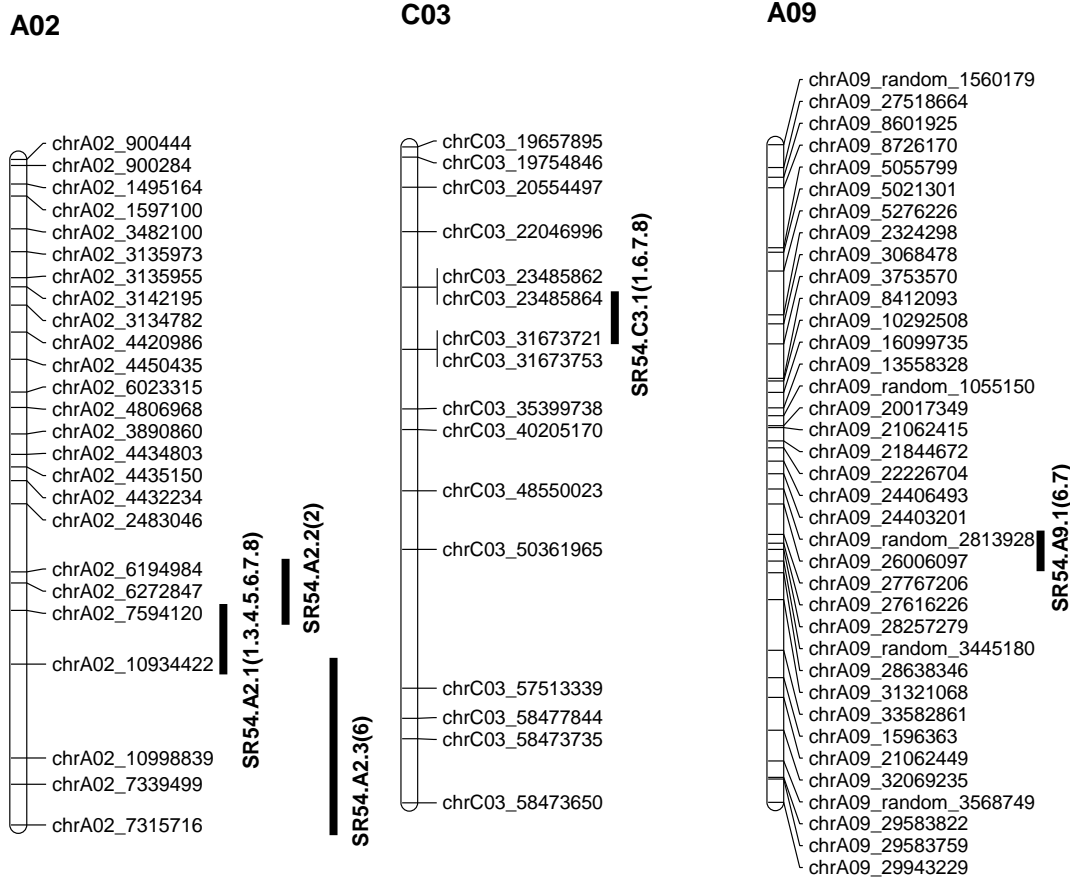 A02
chrA02_900444
chrA02_900284
chrA02_1495164
chrA02_1597100
chrA02_3482100
chrA02_3135973
chrA02_3135955
chrA02_3142195
chrA02_3134782
chrA02_4420986
chrA02_4450435
chrA02_6023315
chrA02_4806968
chrA02_3890860
chrA02_4434803
chrA02_4435150
chrA02_4432234
chrA02_2483046
chrA02_6194984
chrA02_6272847
chrA02_7594120
chrA02_10934422
chrA02_10998839
chrA02_7339499
chrA02_7315716
SR54.A2.1(1.3.4.5.6.7.8)
SR54.A2.2(2)
SR54.A2.3(6)
C03
chrC03_19657895
chrC03_19754846
chrC03_20554497
chrC03_22046996
chrC03_23485862
chrC03_23485864
chrC03_31673721
chrC03_31673753
chrC03_35399738
chrC03_40205170
chrC03_48550023
chrC03_50361965
chrC03_57513339
chrC03_58477844
chrC03_58473735
chrC03_58473650
SR54.C3.1(1.6.7.8)
A09
chrA09_random_1560179
chrA09_27518664
chrA09_8601925
chrA09_8726170
chrA09_5055799
chrA09_5021301
chrA09_5276226
chrA09_2324298
chrA09_3068478
chrA09_3753570
chrA09_8412093
chrA09_10292508
chrA09_16099735
chrA09_13558328
chrA09_random_1055150
chrA09_20017349
chrA09_21062415
chrA09_21844672
chrA09_22226704
chrA09_24406493
chrA09_24403201
chrA09_random_2813928
chrA09_26006097
chrA09_27767206
chrA09_27616226
chrA09_28257279
chrA09_random_3445180
chrA09_28638346
chrA09_31321068
chrA09_33582861
chrA09_1596363
chrA09_21062449
chrA09_32069235
chrA09_random_3568749
chrA09_29583822
chrA09_29583759
chrA09_29943229
SR54.A9.1(6.7)